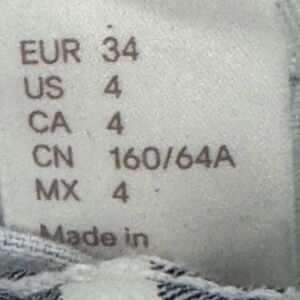 EUR 34
US 4
CA 4
CN 160/64A
MX 4
Made in